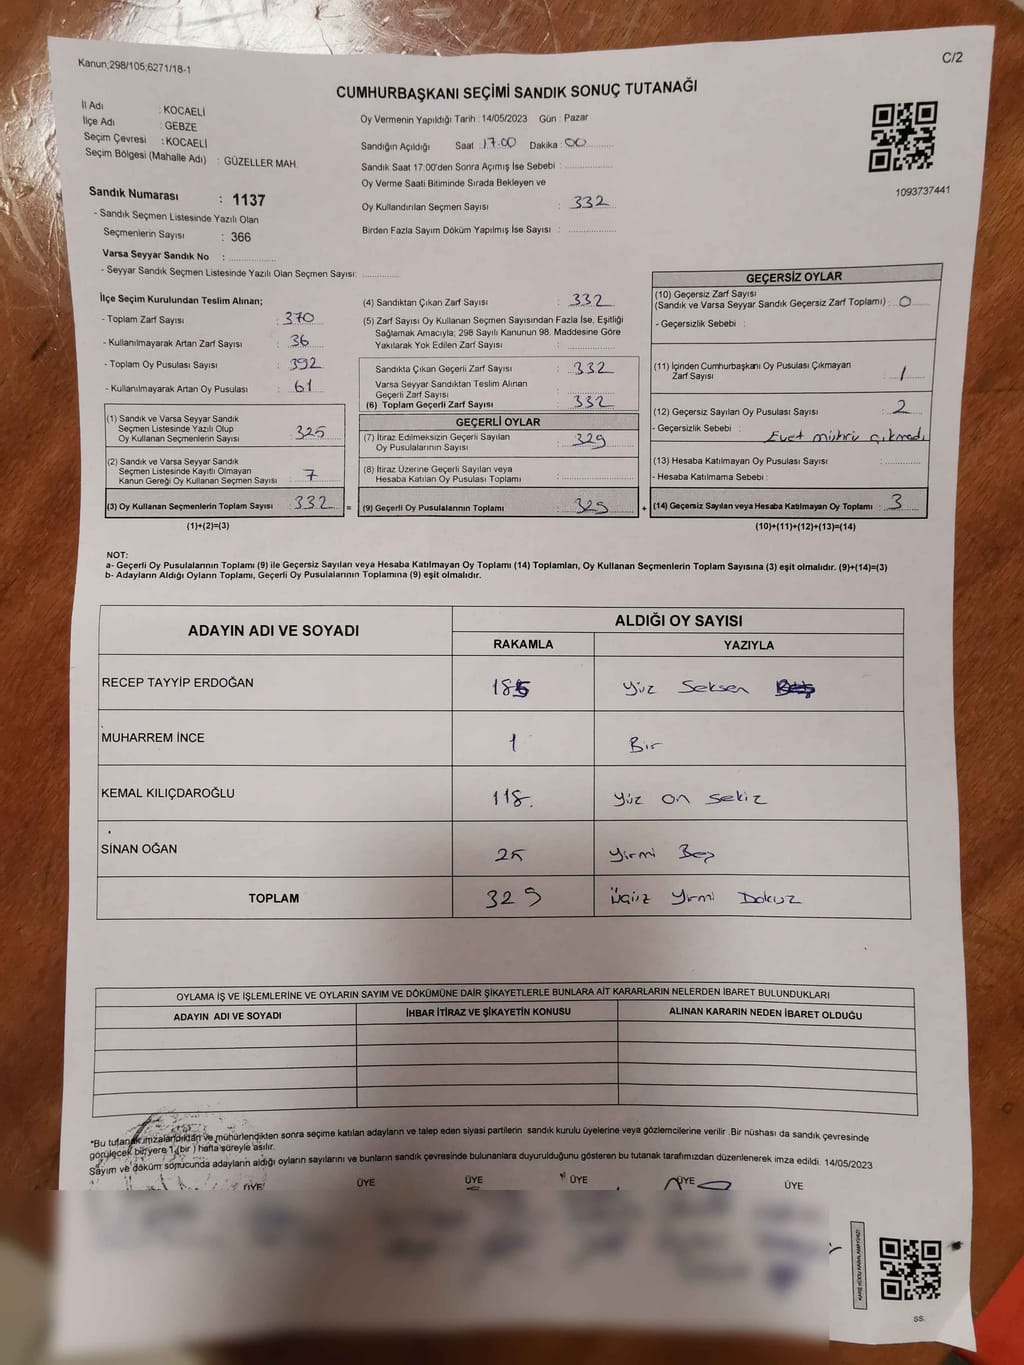 Kanun;298/105;6271/18-1
C/2
CUMHURBAŞKANI SEÇİMİ SANDIK SONUÇ TUTANAĞI
İl Adı : KOCAELİ
İlçe Adı : GEBZE
Seçim Çevresi : KOCAELİ
Seçim Bölgesi (Mahalle Adı) : GÜZELLER MAH
Sandık Numarası : 1137
- Sandık Seçmen Listesinde Yazılı Olan
Seçmenlerin Sayısı : 366
Varsa Seyyar Sandık No :
- Seyyar Sandık Seçmen Listesinde Yazılı Olan Seçmen Sayısı:
Oy Vermenin Yapıldığı Tarih : 14/05/2023 Gün : Pazar
Sandığın Açıldığı Saat : 17.00 Dakika : 00
Sandık Saat 17:00'den Sonra Açımış İse Sebebi :
Oy Verme Saati Bitiminde Sırada Bekleyen ve
Oy Kullandırılan Seçmen Sayısı : 332
Birden Fazla Sayım Döküm Yapılmış İse Sayısı :
1093737441
İlçe Seçim Kurulundan Teslim Alınan;
- Toplam Zarf Sayısı : 370
- Kullanılmayarak Artan Zarf Sayısı : 36
- Toplam Oy Pusulası Sayısı : 392
- Kullanılmayarak Artan Oy Pusulası : 61
(1) Sandık ve Varsa Seyyar Sandık
Seçmen Listesinde Yazılı Olup
Oy Kullanan Seçmenlerin Sayısı : 325
(2) Sandık ve Varsa Seyyar Sandık
Seçmen Listesinde Kayıtlı Olmayan
Kanun Gereği Oy Kullanan Seçmen Sayısı : 7
(3) Oy Kullanan Seçmenlerin Toplam Sayısı : 332
(1)+(2)=(3)
(4) Sandıktan Çıkan Zarf Sayısı : 332
(5) Zarf Sayısı Oy Kullanan Seçmen Sayısından Fazla İse, Eşitliği
Sağlamak Amacıyla; 298 Sayılı Kanunun 98. Maddesine Göre
Yakılarak Yok Edilen Zarf Sayısı :
Sandıkta Çıkan Geçerli Zarf Sayısı : 332
Varsa Seyyar Sandıktan Teslim Alınan
Geçerli Zarf Sayısı :
(6) Toplam Geçerli Zarf Sayısı : 332
GEÇERLİ OYLAR
(7) İtiraz Edilmeksizin Geçerli Sayılan
Oy Pusulalarının Sayısı : 329
(8) İtiraz Üzerine Geçerli Sayılan veya
Hesaba Katılan Oy Pusulası Toplamı :
= (9) Geçerli Oy Pusulalarının Toplamı : 329
GEÇERSİZ OYLAR
(10) Geçersiz Zarf Sayısı
(Sandık ve Varsa Seyyar Sandık Geçersiz Zarf Toplamı) : 0
- Geçersizlik Sebebi :
(11) İçinden Cumhurbaşkanı Oy Pusulası Çıkmayan
Zarf Sayısı : 1
(12) Geçersiz Sayılan Oy Pusulası Sayısı : 2
- Geçersizlik Sebebi : Evet mührü çıkmadı
(13) Hesaba Katılmayan Oy Pusulası Sayısı :
- Hesaba Katılmama Sebebi :
+ (14) Geçersiz Sayılan veya Hesaba Katılmayan Oy Toplamı : 3
(10)+(11)+(12)+(13)=(14)
NOT:
a- Geçerli Oy Pusulalarının Toplamı (9) ile Geçersiz Sayılan veya Hesaba Katılmayan Oy Toplamı (14) Toplamları, Oy Kullanan Seçmenlerin Toplam Sayısına (3) eşit olmalıdır. (9)+(14)=(3)
b- Adayların Aldığı Oyların Toplamı, Geçerli Oy Pusulalarının Toplamına (9) eşit olmalıdır.
ADAYIN ADI VE SOYADI
ALDIĞI OY SAYISI
RAKAMLA YAZIYLA
RECEP TAYYİP ERDOĞAN 185 Yüz Seksen Beş
MUHARREM İNCE 1 Bir
KEMAL KILIÇDAROĞLU 118. Yüz on sekiz
SİNAN OĞAN 25 Yirmi Beş
TOPLAM 329 Üçyüz Yirmi Dokuz
OYLAMA İŞ VE İŞLEMLERİNE VE OYLARIN SAYIM VE DÖKÜMÜNE DAİR ŞİKAYETLERLE BUNLARA AİT KARARLARIN NELERDEN İBARET BULUNDUKLARI
ADAYIN ADI VE SOYADI İHBAR İTİRAZ VE ŞİKAYETİN KONUSU ALINAN KARARIN NEDEN İBARET OLDUĞU
*Bu tutanak imzalandıktan ve mühürlendikten sonra seçime katılan adayların ve talep eden siyasi partilerin sandık kurulu üyelerine veya gözlemcilerine verilir .Bir nüshası da sandık çevresinde
görülecek bir yere 1 (bir ) hafta süreyle asılır.
Sayım ve döküm sonucunda adayların aldığı oyların sayılarını ve bunların sandık çevresinde bulunanlara duyurulduğunu gösteren bu tutanak tarafımızdan düzenlenerek imza edildi. 14/05/2023
ÜYE ÜYE ÜYE ÜYE ÜYE ÜYE
SS.